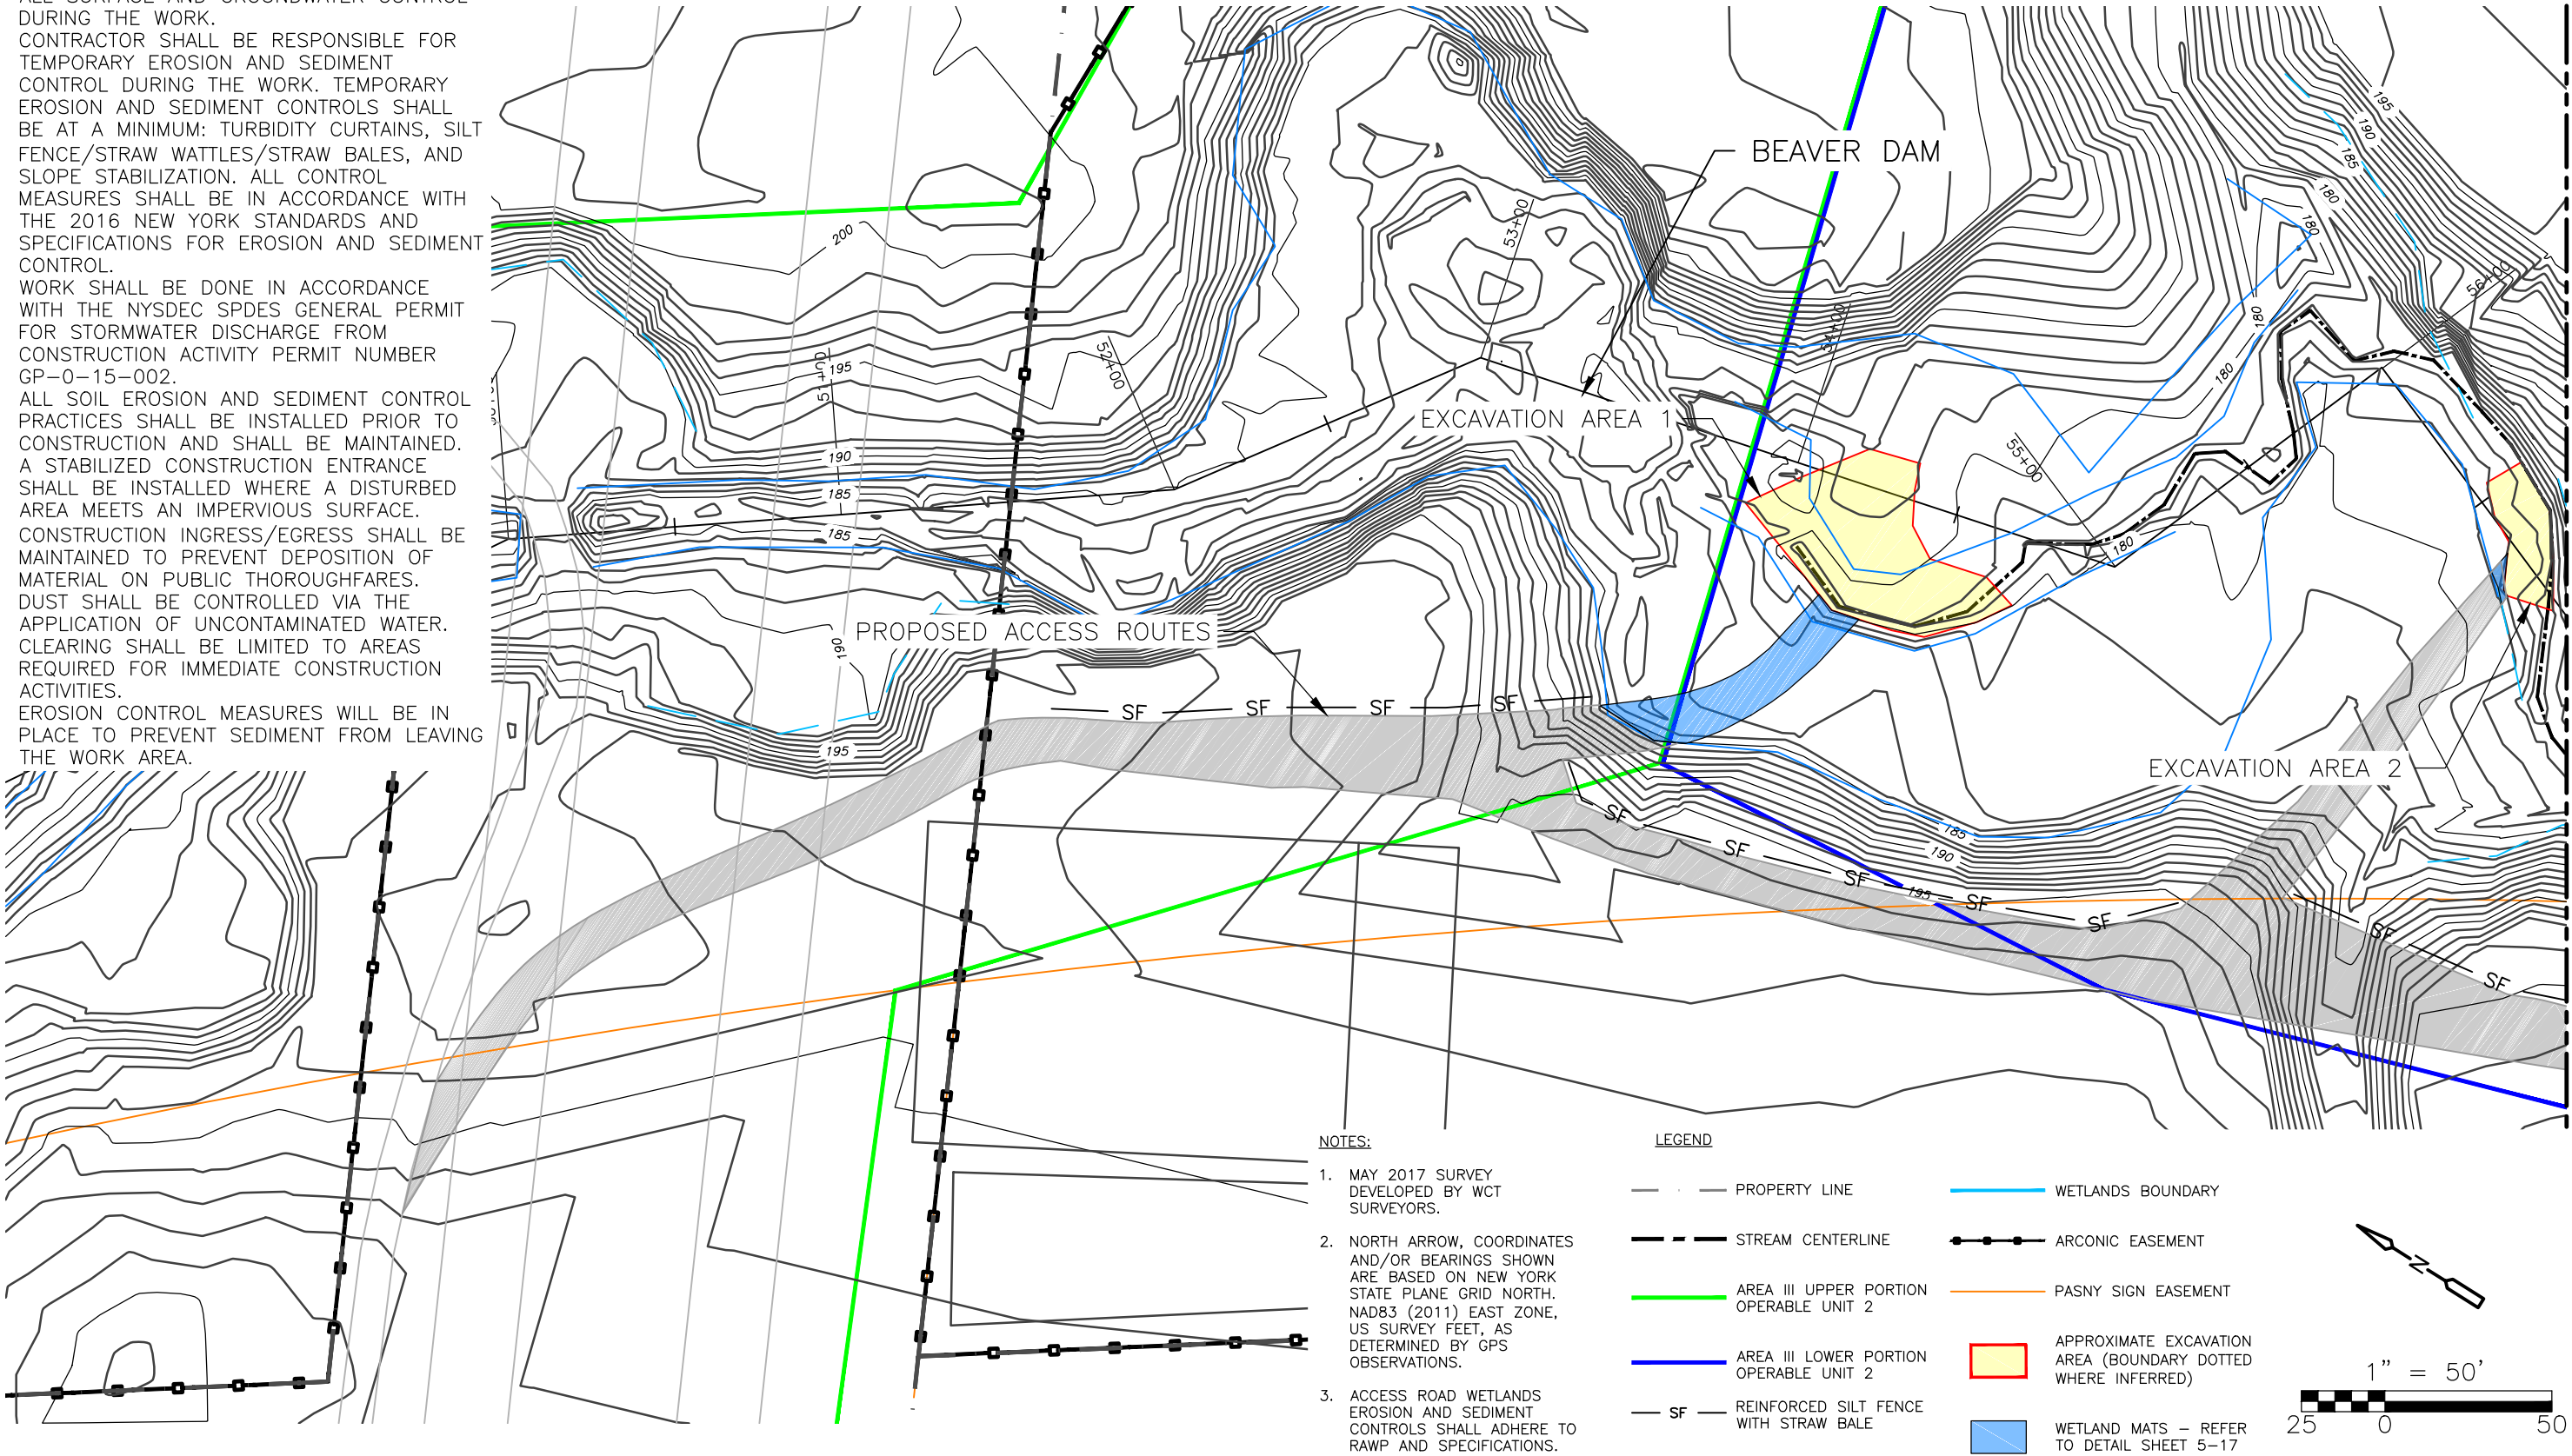 ALL SURFACE AND GROUNDWATER CONTROL
DURING THE WORK.
CONTRACTOR SHALL BE RESPONSIBLE FOR
TEMPORARY EROSION AND SEDIMENT
CONTROL DURING THE WORK. TEMPORARY
EROSION AND SEDIMENT CONTROLS SHALL
BE AT A MINIMUM: TURBIDITY CURTAINS, SILT
FENCE/STRAW WATTLES/STRAW BALES, AND
SLOPE STABILIZATION. ALL CONTROL
MEASURES SHALL BE IN ACCORDANCE WITH
THE 2016 NEW YORK STANDARDS AND
SPECIFICATIONS FOR EROSION AND SEDIMENT
CONTROL.
WORK SHALL BE DONE IN ACCORDANCE
WITH THE NYSDEC SPDES GENERAL PERMIT
FOR STORMWATER DISCHARGE FROM
CONSTRUCTION ACTIVITY PERMIT NUMBER
GP-0-15-002.
ALL SOIL EROSION AND SEDIMENT CONTROL
PRACTICES SHALL BE INSTALLED PRIOR TO
CONSTRUCTION AND SHALL BE MAINTAINED.
A STABILIZED CONSTRUCTION ENTRANCE
SHALL BE INSTALLED WHERE A DISTURBED
AREA MEETS AN IMPERVIOUS SURFACE.
CONSTRUCTION INGRESS/EGRESS SHALL BE
MAINTAINED TO PREVENT DEPOSITION OF
MATERIAL ON PUBLIC THOROUGHFARES.
DUST SHALL BE CONTROLLED VIA THE
APPLICATION OF UNCONTAMINATED WATER.
CLEARING SHALL BE LIMITED TO AREAS
REQUIRED FOR IMMEDIATE CONSTRUCTION
ACTIVITIES.
EROSION CONTROL MEASURES WILL BE IN
PLACE TO PREVENT SEDIMENT FROM LEAVING
THE WORK AREA.
BEAVER DAM
EXCAVATION AREA 1
PROPOSED ACCESS ROUTES
EXCAVATION AREA 2
200
195
190
185
185
190
195
51+00
52+00
53+00
54+00
55+00
56+00
195
190
185
180
180
180
180
180
185
190
195
SF
SF
SF
SF
SF
SF
SF
SF
SF
SF
SF
NOTES:
1. MAY 2017 SURVEY
DEVELOPED BY WCT
SURVEYORS.
2. NORTH ARROW, COORDINATES
AND/OR BEARINGS SHOWN
ARE BASED ON NEW YORK
STATE PLANE GRID NORTH.
NAD83 (2011) EAST ZONE,
US SURVEY FEET, AS
DETERMINED BY GPS
OBSERVATIONS.
3. ACCESS ROAD WETLANDS
EROSION AND SEDIMENT
CONTROLS SHALL ADHERE TO
RAWP AND SPECIFICATIONS.
LEGEND
PROPERTY LINE
STREAM CENTERLINE
AREA III UPPER PORTION
OPERABLE UNIT 2
AREA III LOWER PORTION
OPERABLE UNIT 2
SF
REINFORCED SILT FENCE
WITH STRAW BALE
WETLANDS BOUNDARY
ARCONIC EASEMENT
PASNY SIGN EASEMENT
APPROXIMATE EXCAVATION
AREA (BOUNDARY DOTTED
WHERE INFERRED)
WETLAND MATS - REFER
TO DETAIL SHEET 5-17
N
1" = 50'
25 0 50